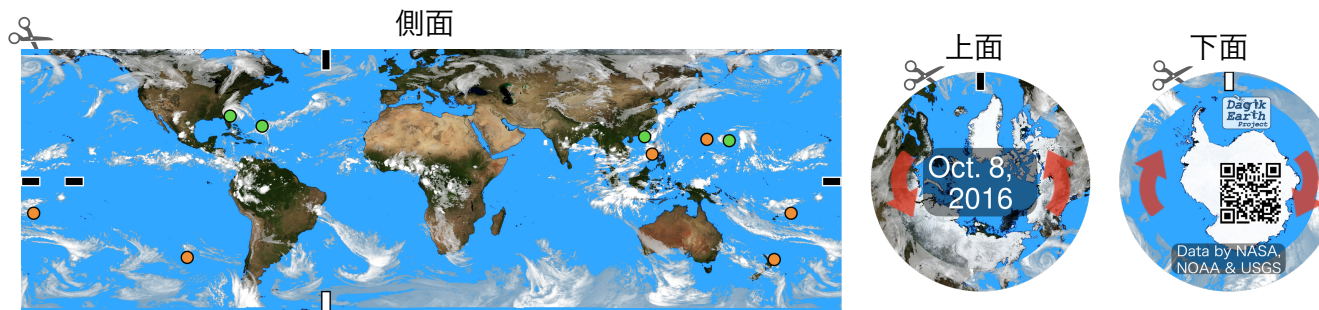 側面
上面
下面
Oct. 8,
2016
Dagik
Earth
Project
Data by NASA,
NOAA & USGS